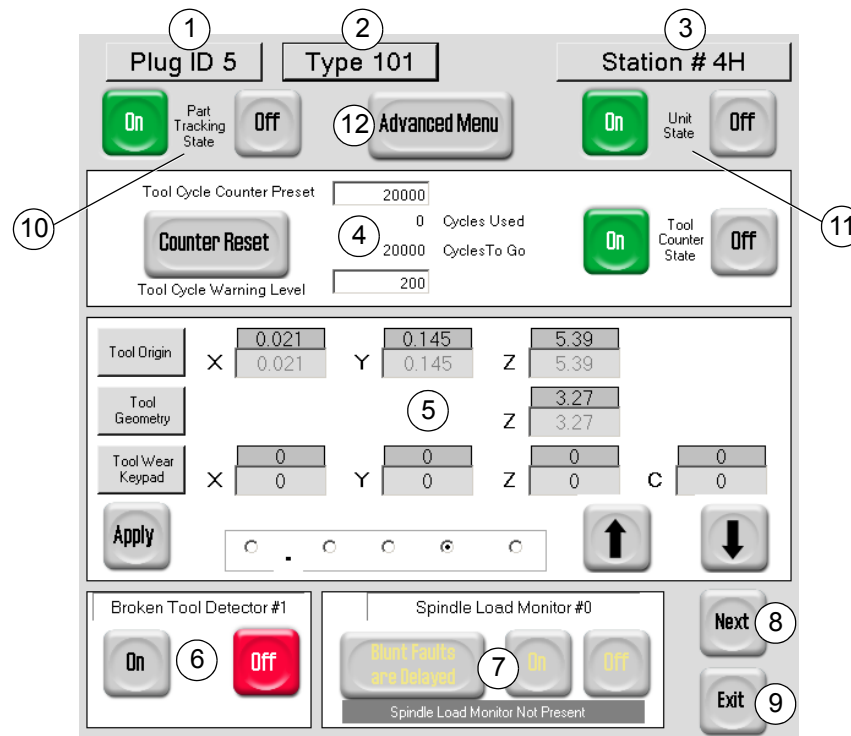 1 2 3
Plug ID 5 Type 101 Station # 4H
On Part Tracking State Off 12 Advanced Menu On Unit State Off
10 11
Tool Cycle Counter Preset 20000
0 Cycles Used
Counter Reset 4 On Tool Counter State Off
20000 CyclesTo Go
Tool Cycle Warning Level 200
Tool Origin X 0.021 Y 0.145 Z 5.39
0.021 0.145 5.39
Tool Geometry 5 Z 3.27
3.27
Tool Wear Keypad X 0 Y 0 Z 0 C 0
0 0 0 0
Apply .
Broken Tool Detector #1 Spindle Load Monitor #0
On 6 Off Blunt Faults are Delayed 7 On Off
Spindle Load Monitor Not Present
Next 8
Exit 9